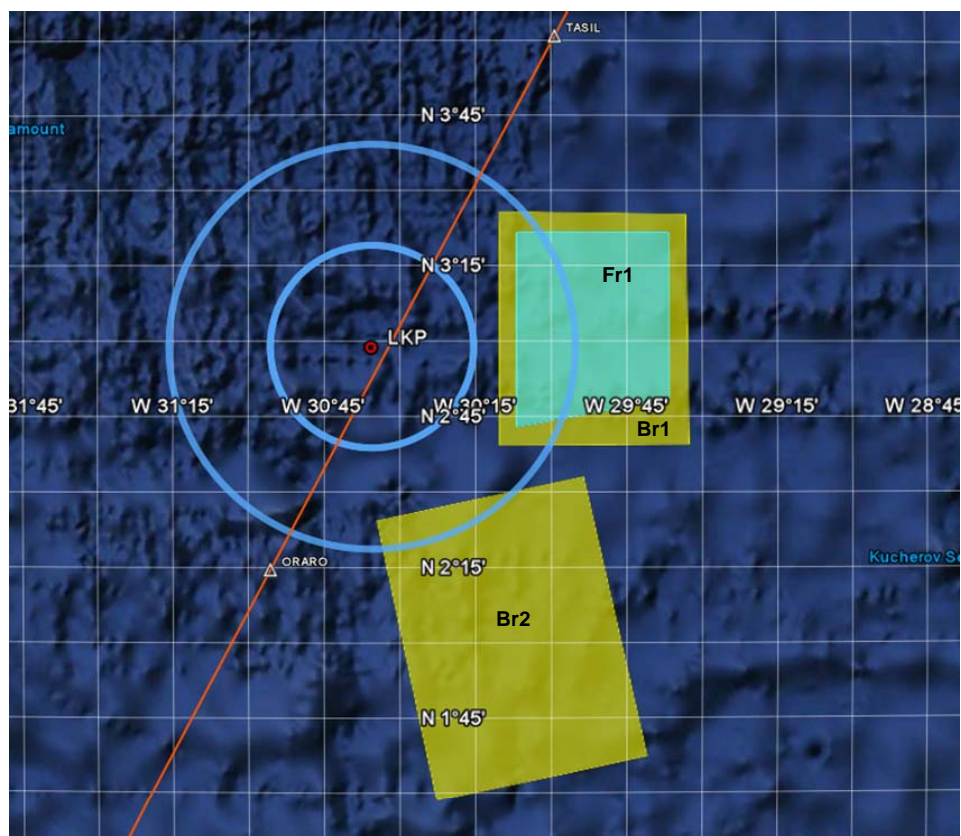 TASIL
N 3°45'
amount
N 3°15'
Fr1
LKP
31°45'
W 31°15'
W 30°45'
W 30°15'
W 29°45'
W 29°15'
W 28°45
N 2°45'
Br1
Kucherov Se
ORARO
N 2°15'
Br2
N 1°45'